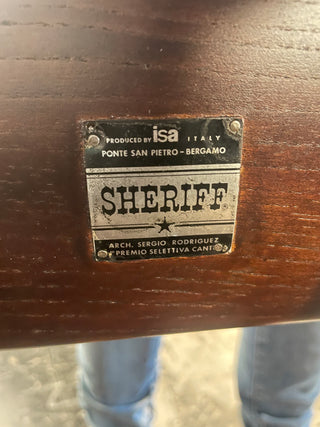 PRODUCED BY isa ITALY
PONTE SAN PIETRO - BERGAMO
SHERIFF
ARCH. SERGIO RODRIGUEZ
PREMIO SELETTIVA CANTÙ